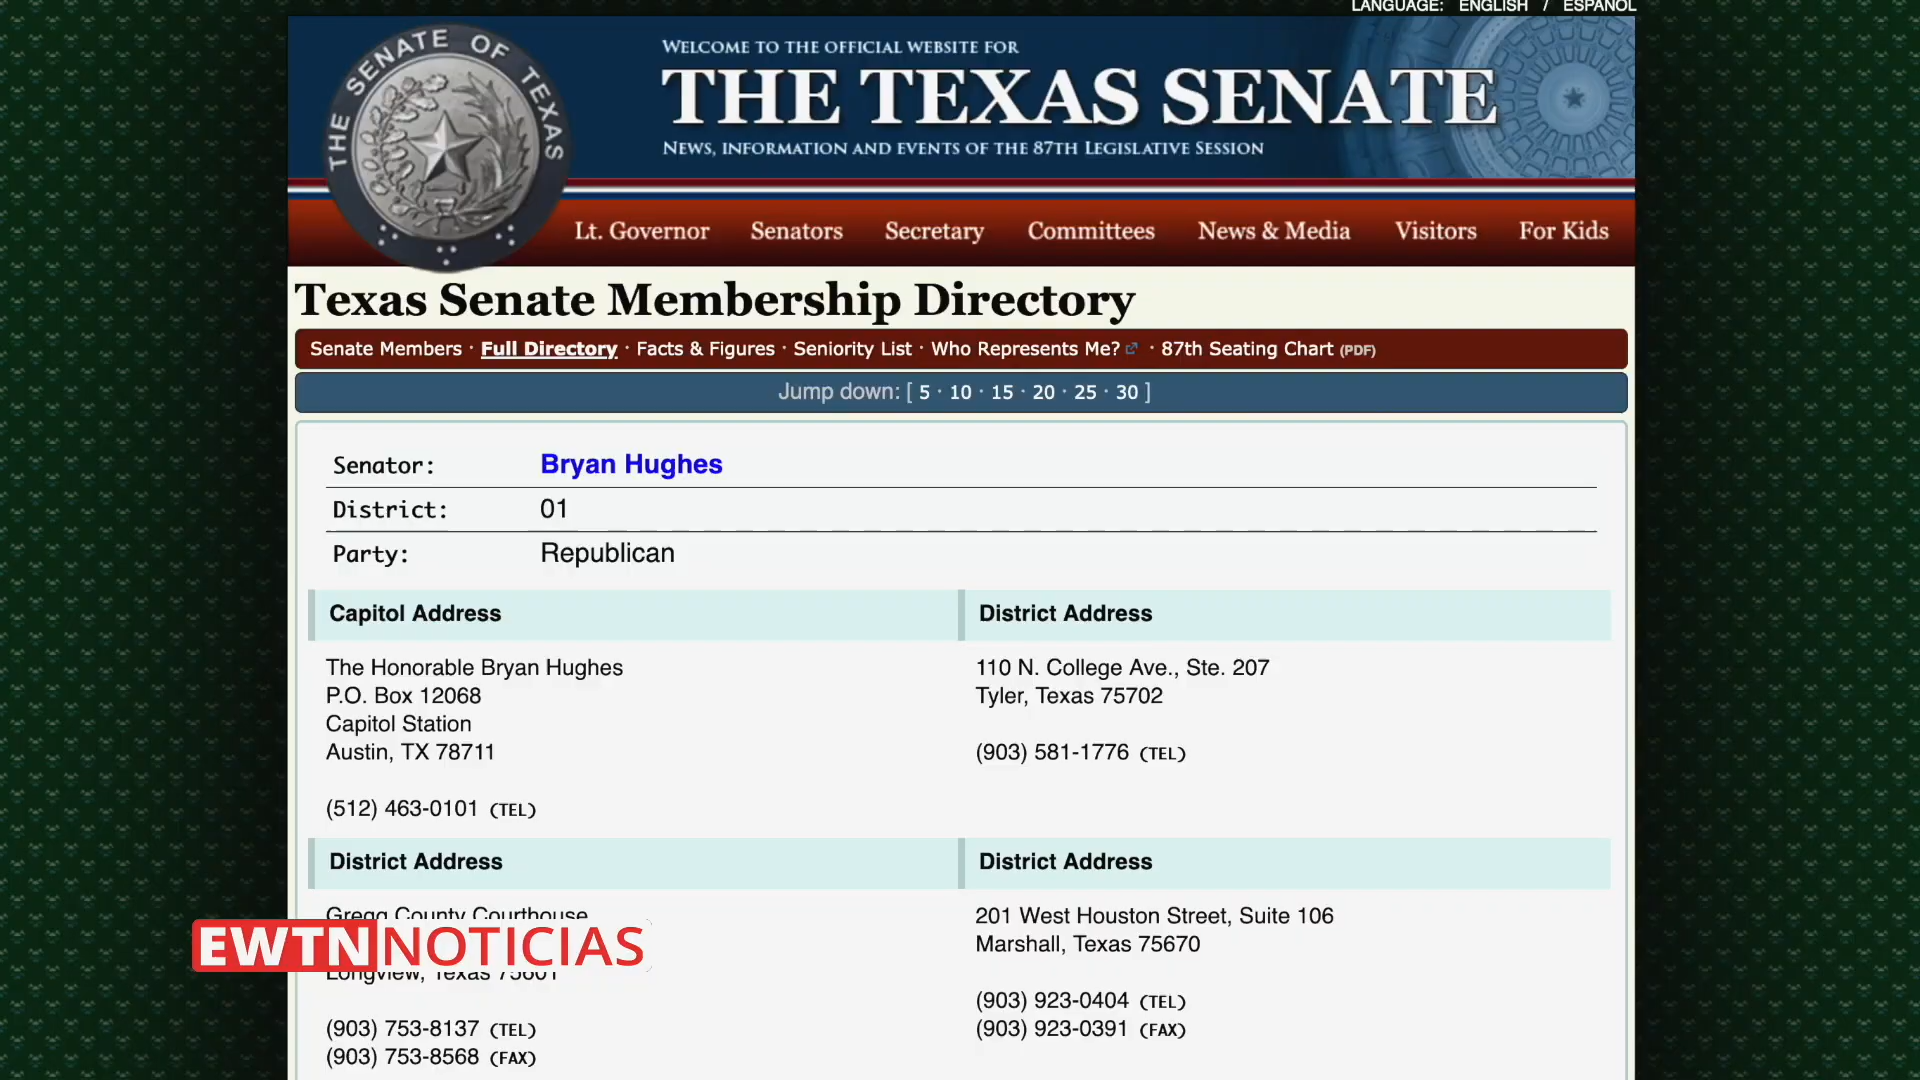 LANGUAGE: ENGLISH / ESPAÑOL
THE SENATE OF TEXAS
WELCOME TO THE OFFICIAL WEBSITE FOR
THE TEXAS SENATE
NEWS, INFORMATION AND EVENTS OF THE 87TH LEGISLATIVE SESSION
Lt. Governor Senators Secretary Committees News & Media Visitors For Kids
Texas Senate Membership Directory
Senate Members · Full Directory · Facts & Figures · Seniority List · Who Represents Me? · 87th Seating Chart (PDF)
Jump down: [ 5 · 10 · 15 · 20 · 25 · 30 ]
Senator: Bryan Hughes
District: 01
Party: Republican
Capitol Address
The Honorable Bryan Hughes
P.O. Box 12068
Capitol Station
Austin, TX 78711
(512) 463-0101 (TEL)
District Address
110 N. College Ave., Ste. 207
Tyler, Texas 75702
(903) 581-1776 (TEL)
District Address
Gregg County Courthouse
Longview, Texas 75601
(903) 753-8137 (TEL)
(903) 753-8568 (FAX)
District Address
201 West Houston Street, Suite 106
Marshall, Texas 75670
(903) 923-0404 (TEL)
(903) 923-0391 (FAX)
EWTN NOTICIAS